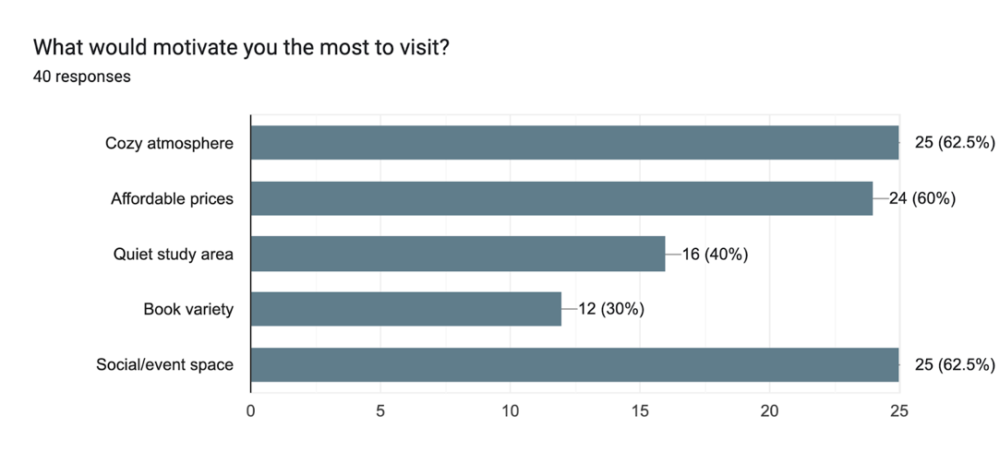 What would motivate you the most to visit?
40 responses
Cozy atmosphere 25 (62.5%)
Affordable prices 24 (60%)
Quiet study area 16 (40%)
Book variety 12 (30%)
Social/event space 25 (62.5%)
0 5 10 15 20 25